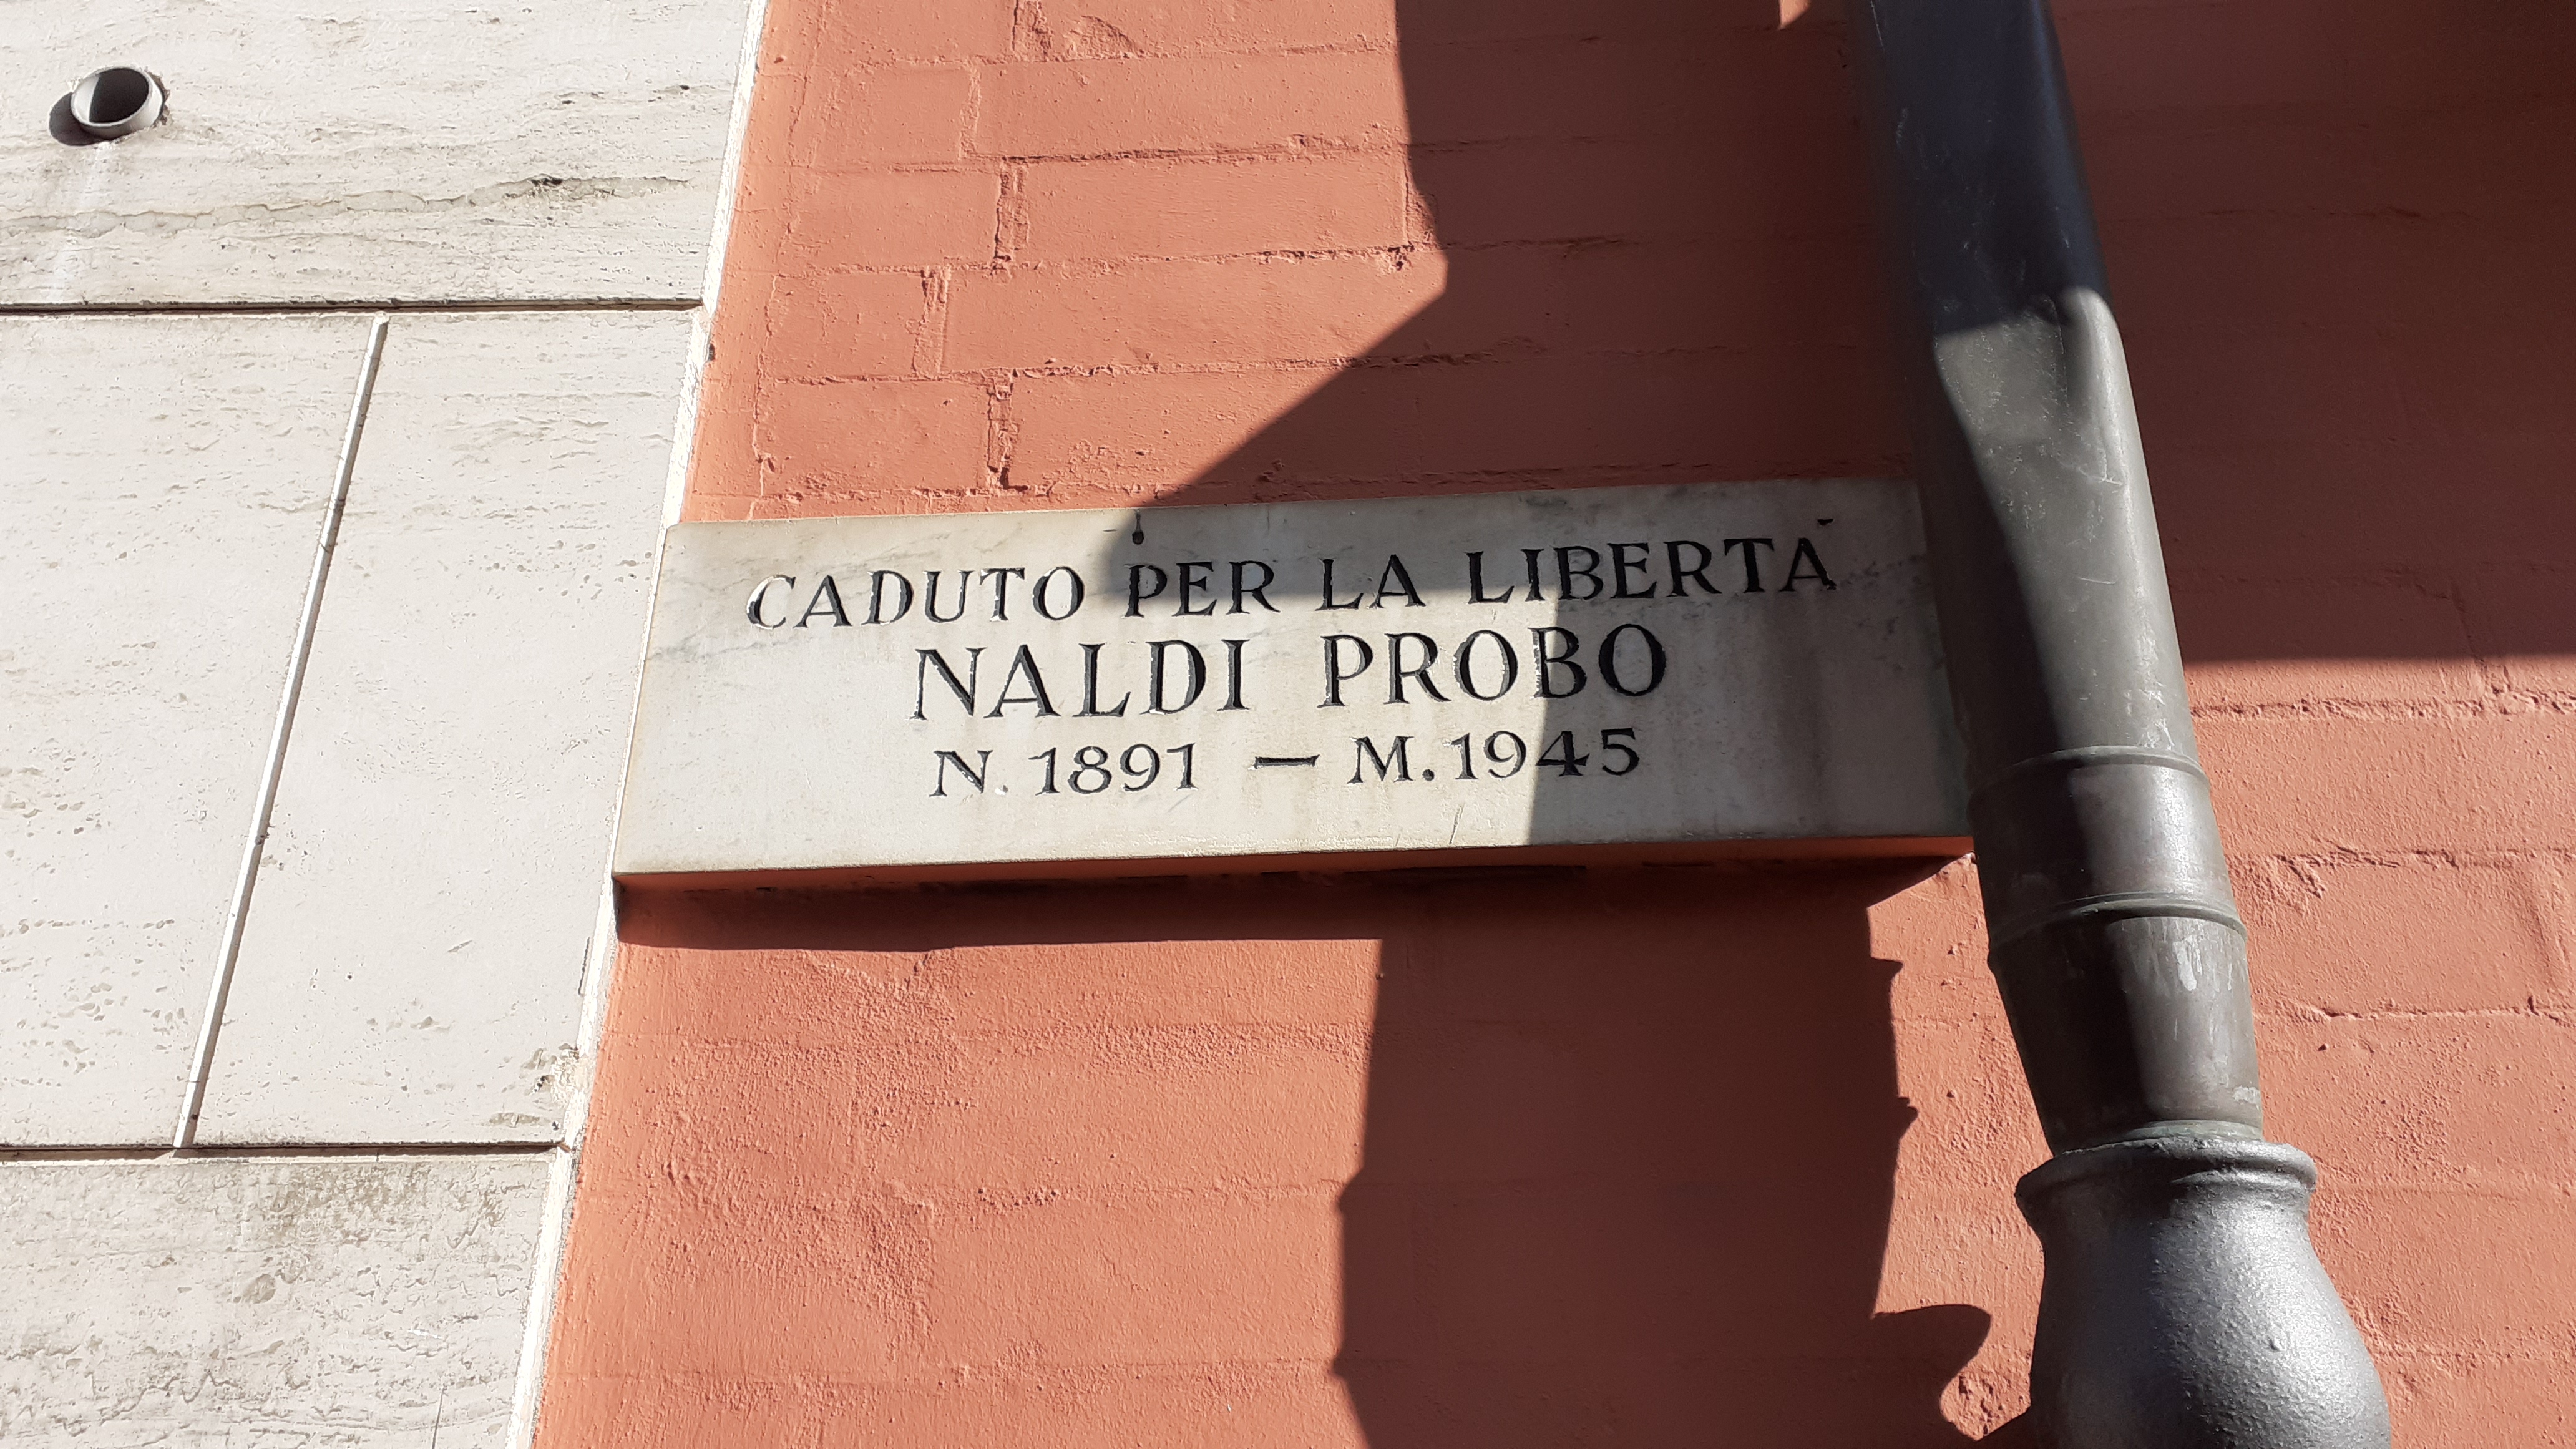 CADUTO PER LA LIBERTÀ
NALDI PROBO
N. 1891 — M. 1945